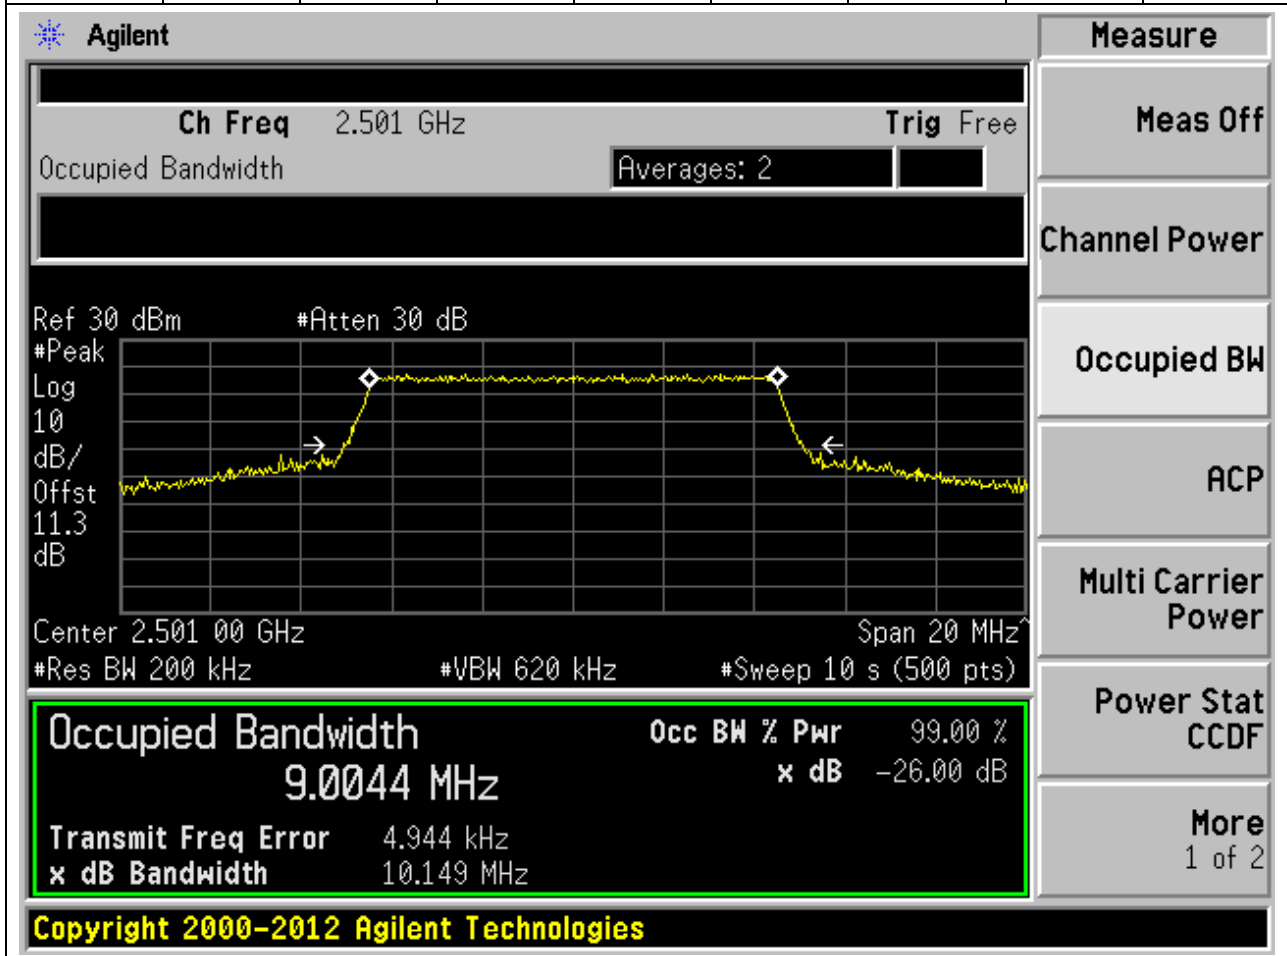 Agilent
Measure
Ch Freq 2.501 GHz Trig Free
Occupied Bandwidth Averages: 2
Ref 30 dBm #Atten 30 dB
#Peak
Log
10
dB/
Offst
11.3
dB
Center 2.501 00 GHz Span 20 MHz^
#Res BW 200 kHz #VBW 620 kHz #Sweep 10 s (500 pts)
Occupied Bandwidth Occ BW % Pwr 99.00 %
9.0044 MHz x dB -26.00 dB
Transmit Freq Error 4.944 kHz
x dB Bandwidth 10.149 MHz
Meas Off
Channel Power
Occupied BW
ACP
Multi Carrier
Power
Power Stat
CCDF
More
1 of 2
Copyright 2000-2012 Agilent Technologies